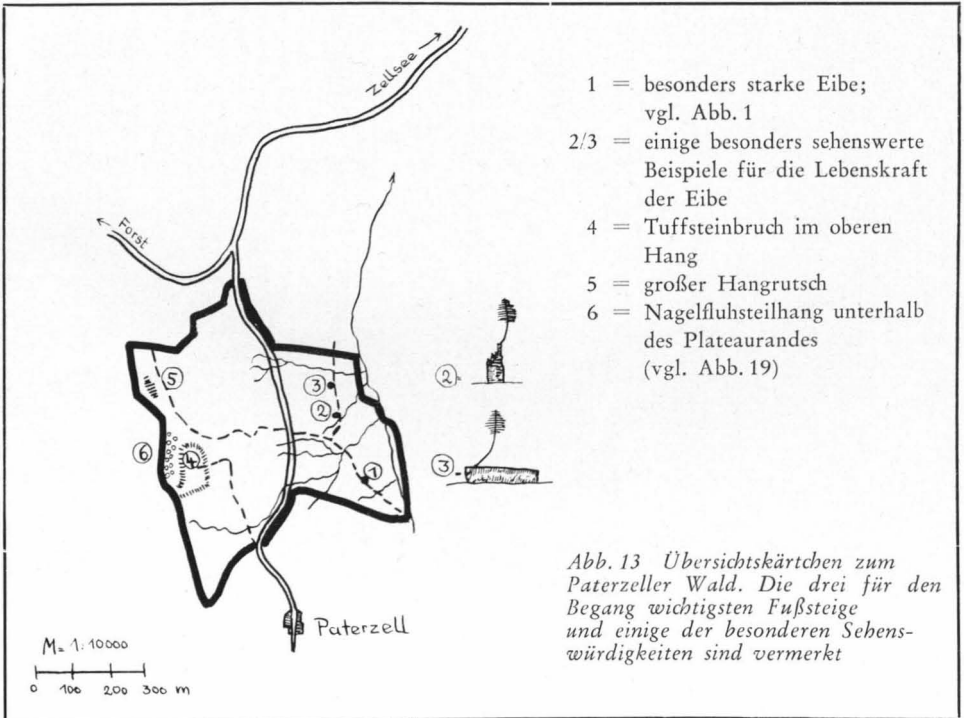 Zellsee
Forst
1 = besonders starke Eibe;
vgl. Abb. 1
2/3 = einige besonders sehenswerte
Beispiele für die Lebenskraft
der Eibe
4 = Tuffsteinbruch im oberen
Hang
5 = großer Hangrutsch
6 = Nagelfluhsteilhang unterhalb
des Plateaurandes
(vgl. Abb. 19)
5
3
2
6
4
1
2
3
Paterzell
M= 1:10000
0 100 200 300 m
Abb. 13 Übersichtskärtchen zum
Paterzeller Wald. Die drei für den
Begang wichtigsten Fußsteige
und einige der besonderen Sehens-
würdigkeiten sind vermerkt